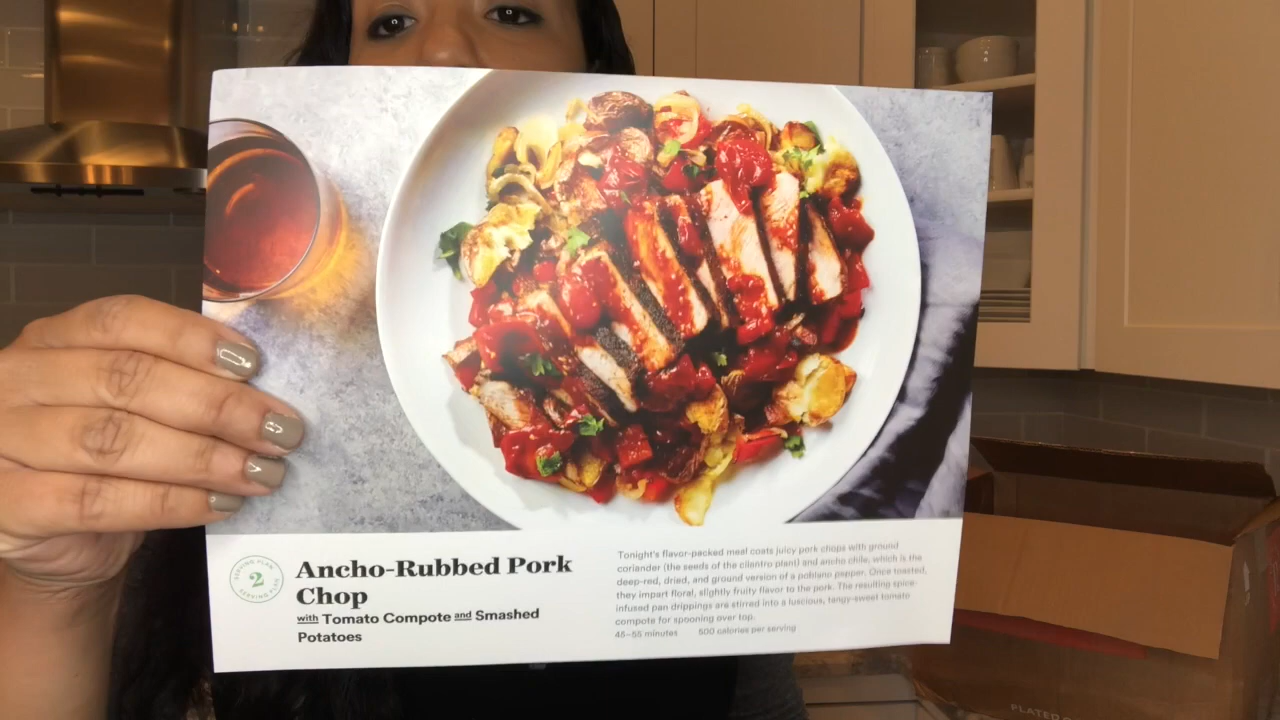 SERVING PLAN
2
SERVING PLAN
Ancho-Rubbed Pork
Chop
with Tomato Compote and Smashed
Potatoes
Tonight's flavor-packed meal coats juicy pork chops with ground
coriander (the seeds of the cilantro plant) and ancho chile, which is the
deep-red, dried, and ground version of a poblano pepper. Once toasted,
they impart floral, slightly fruity flavor to the pork. The resulting spice-
infused pan drippings are stirred into a luscious, tangy-sweet tomato
compote for spooning over top.
45–55 minutes 500 calories per serving
PLATED